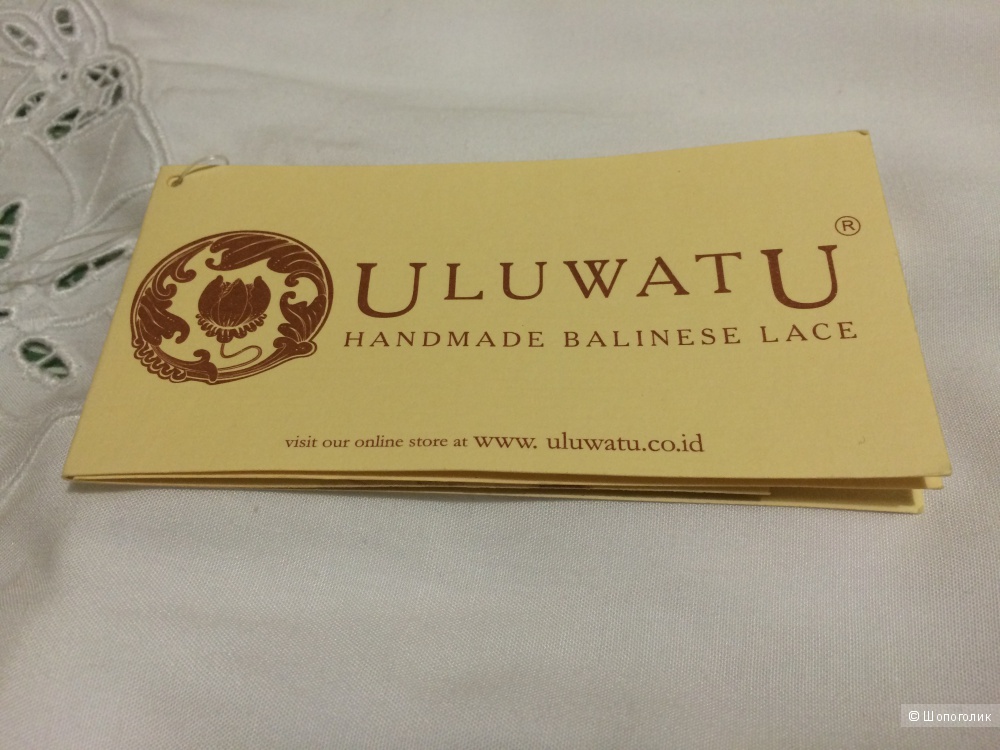 ULUWATU®
HANDMADE BALINESE LACE
visit our online store at www. uluwatu.co.id
© Шопоголик